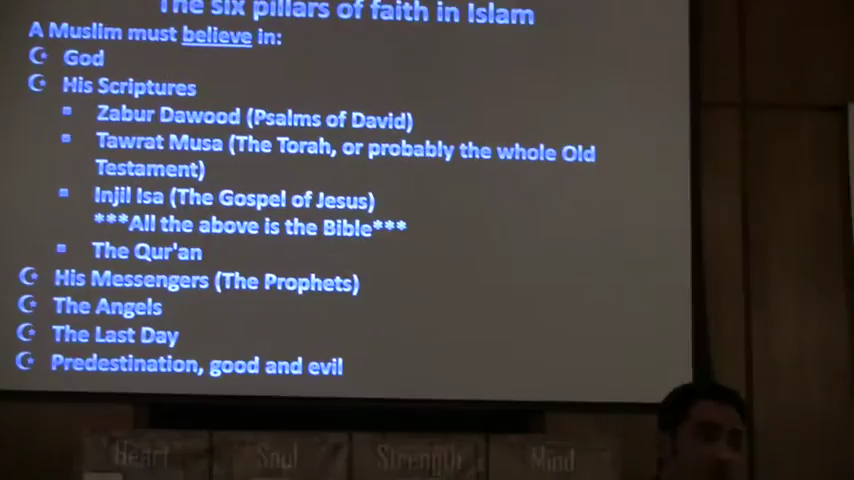 The six pillars of faith in Islam
A Muslim must believe in:
God
His Scriptures
Zabur Dawood (Psalms of David)
Tawrat Musa (The Torah, or probably the whole Old
Testament)
Injil Isa (The Gospel of Jesus)
***All the above is the Bible***
The Qur'an
His Messengers (The Prophets)
The Angels
The Last Day
Predestination, good and evil
Heart Soul Strength Mind